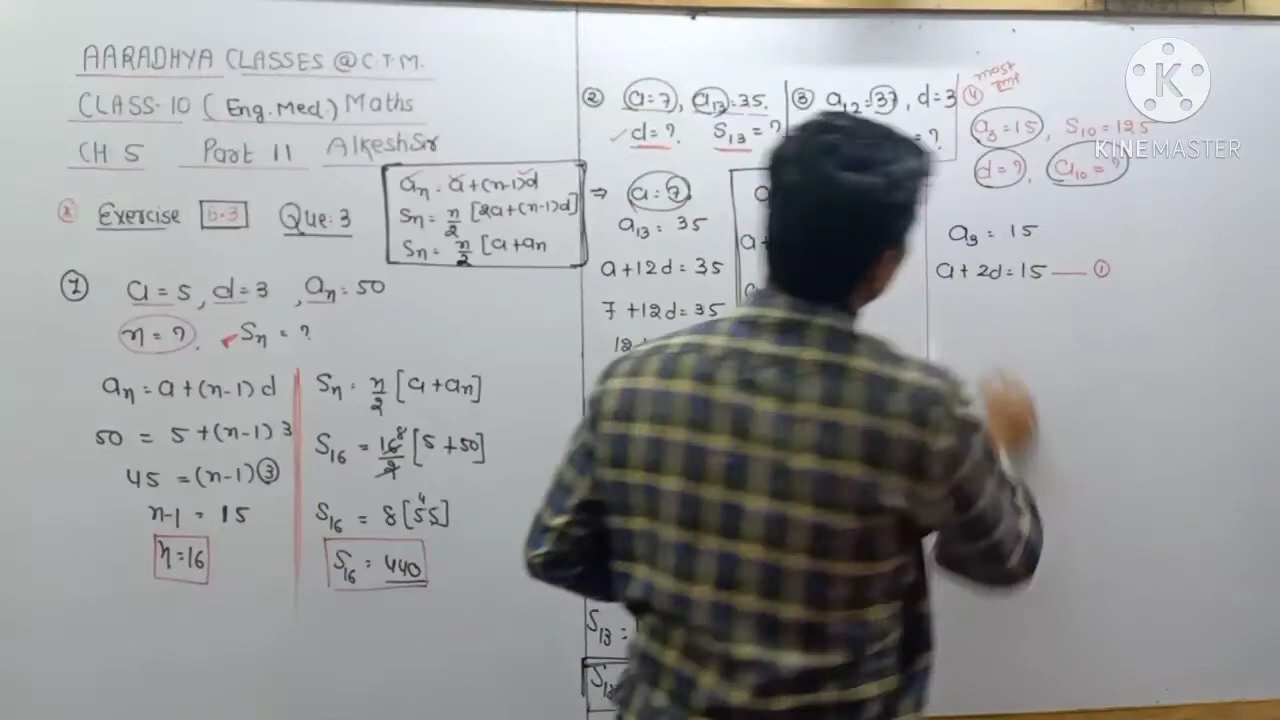 AARADHYA CLASSES @ C.T.M.
CLASS-10 (Eng. Med.) Maths
CH 5 Part 11 Alkesh Sir
Exercise 5.3 Que:3
an = a+(n-1)d
Sn = n/2 [2a+(n-1)d]
Sn = n/2 [a+an
① a = 5, d = 3, an = 50
n = ?, Sn = ?
an = a+(n-1)d
50 = 5+(n-1)3
45 = (n-1)③
n-1 = 15
n = 16
Sn = n/2 [a+an]
S16 = 16/2 8 [5+50]
S16 = 8[55] 4
S16 = 440
② a=7, a13=35.
d=? S13=?
⇒ a=7
a13 = 35
a+12d = 35
7+12d = 35
12
S13 =
③ a12=37, d=3
= ?
a
a+
④ most imp
a3=15, S10=125
d=?, a10=?
a3 = 15
a+2d=15 — ①
K
KINEMASTER